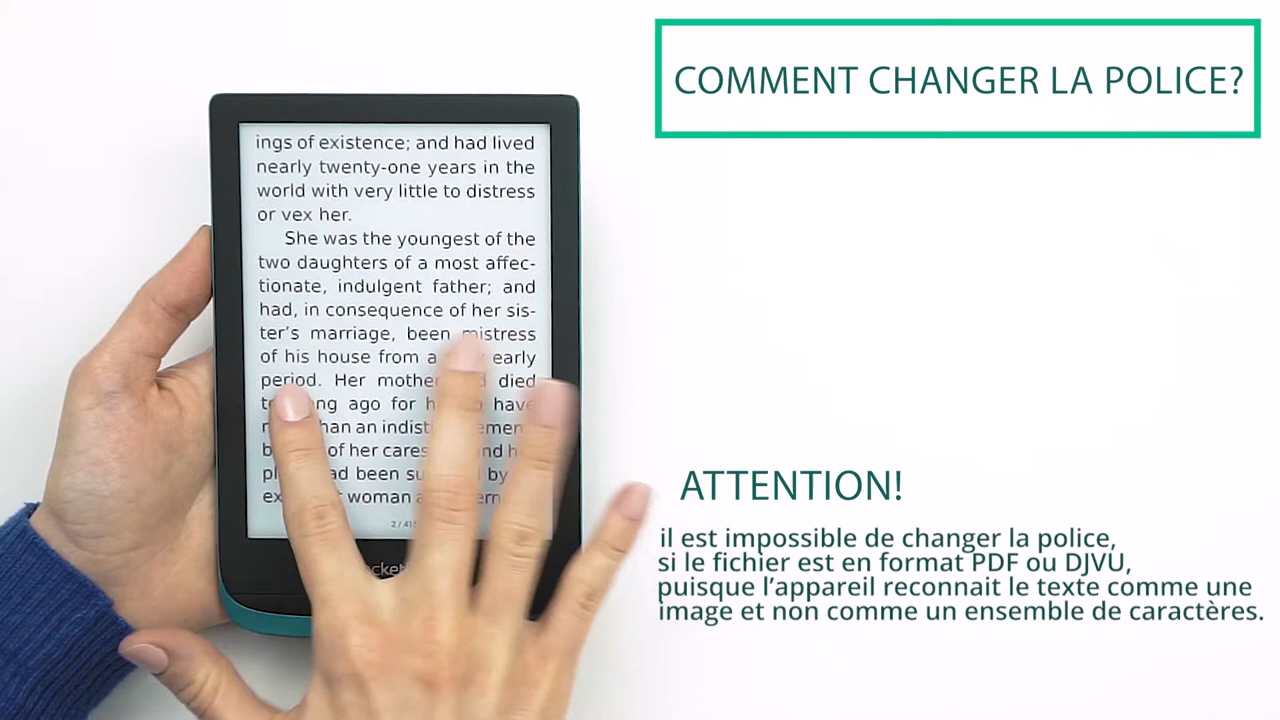 COMMENT CHANGER LA POLICE?
ings of existence; and had lived
nearly twenty-one years in the
world with very little to distress
or vex her.
She was the youngest of the
two daughters of a most affec-
tionate, indulgent father; and
had, in consequence of her sis-
ter's marriage, been mistress
of his house from a early
period. Her mother died
ago for have
an indist
of her cares
had been by
woman
2/41
ATTENTION!
il est impossible de changer la police,
si le fichier est en format PDF ou DJVU,
puisque l'appareil reconnait le texte comme une
image et non comme un ensemble de caractères.